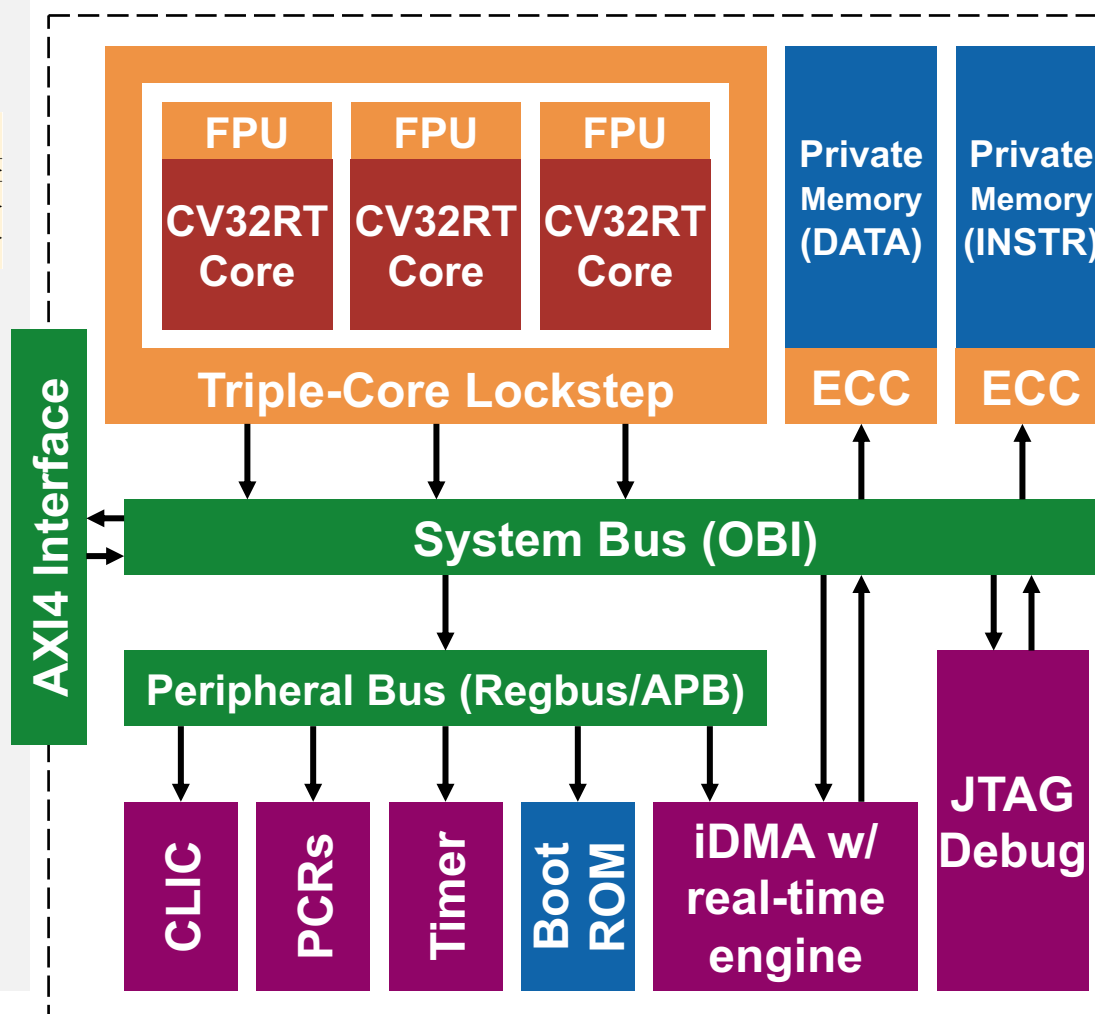 FPU
FPU
FPU
CV32RT
Core
CV32RT
Core
CV32RT
Core
Triple-Core Lockstep
Private
Memory
(DATA)
ECC
Private
Memory
(INSTR)
ECC
AXI4 Interface
System Bus (OBI)
Peripheral Bus (Regbus/APB)
CLIC
PCRs
Timer
Boot
ROM
iDMA w/
real-time
engine
JTAG
Debug